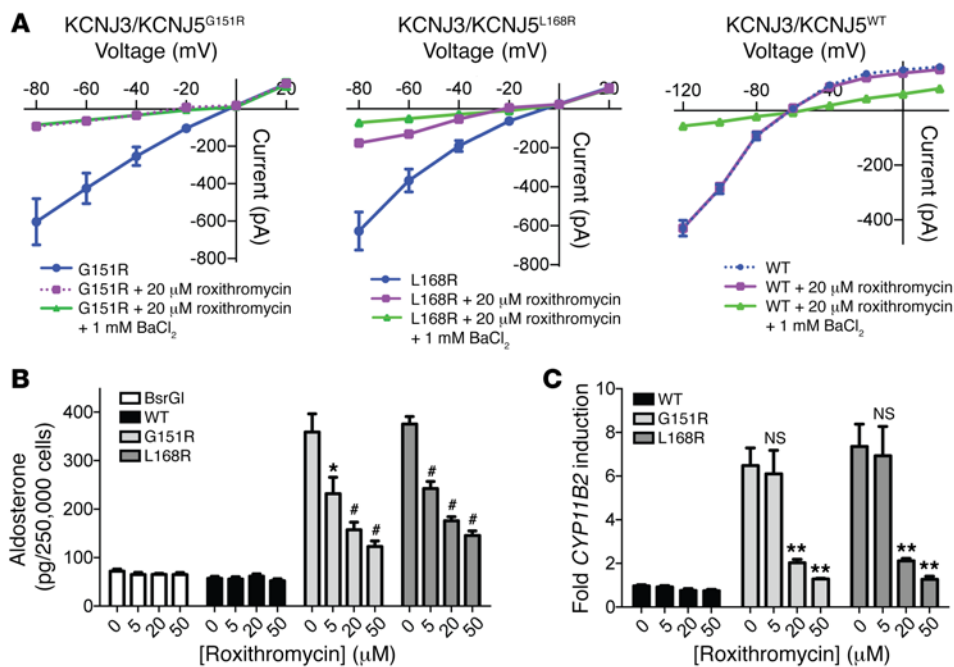 A
KCNJ3/KCNJ5G151R
Voltage (mV)
-80 -60 -40 -20 0 20
-200
-400
-600
-800
Current (pA)
G151R
G151R + 20 µM roxithromycin
G151R + 20 µM roxithromycin
+ 1 mM BaCl2
KCNJ3/KCNJ5L168R
Voltage (mV)
-80 -60 -40 -20 0 20
-200
-400
-600
-800
Current (pA)
L168R
L168R + 20 µM roxithromycin
L168R + 20 µM roxithromycin
+ 1 mM BaCl2
KCNJ3/KCNJ5WT
Voltage (mV)
-120 -80 -40
-200
-400
Current (pA)
WT
WT + 20 µM roxithromycin
WT + 20 µM roxithromycin
+ 1 mM BaCl2
B
Aldosterone
(pg/250,000 cells)
400
300
200
100
0
BsrGI
WT
G151R
L168R
* # # # # #
0 5 20 50 0 5 20 50 0 5 20 50 0 5 20 50
[Roxithromycin] (µM)
C
Fold CYP11B2 induction
10
8
6
4
2
0
WT
G151R
L168R
NS ** ** NS ** **
0 5 20 50 0 5 20 50 0 5 20 50
[Roxithromycin] (µM)